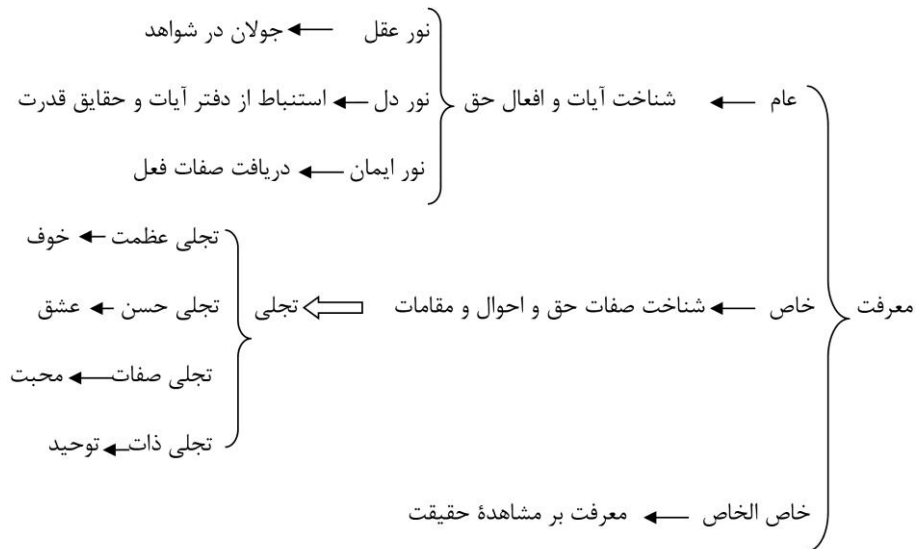 نور عقل ← جولان در شواهد
عام ← شناخت آیات و افعال حق نور دل ← استنباط از دفتر آیات و حقایق قدرت
نور ایمان ← دریافت صفات فعل
تجلی عظمت ← خوف
معرفت خاص ← شناخت صفات حق و احوال و مقامات ⇐ تجلی تجلی حسن ← عشق
تجلی صفات ← محبت
تجلی ذات ← توحید
خاص الخاص ← معرفت بر مشاهدۀ حقیقت